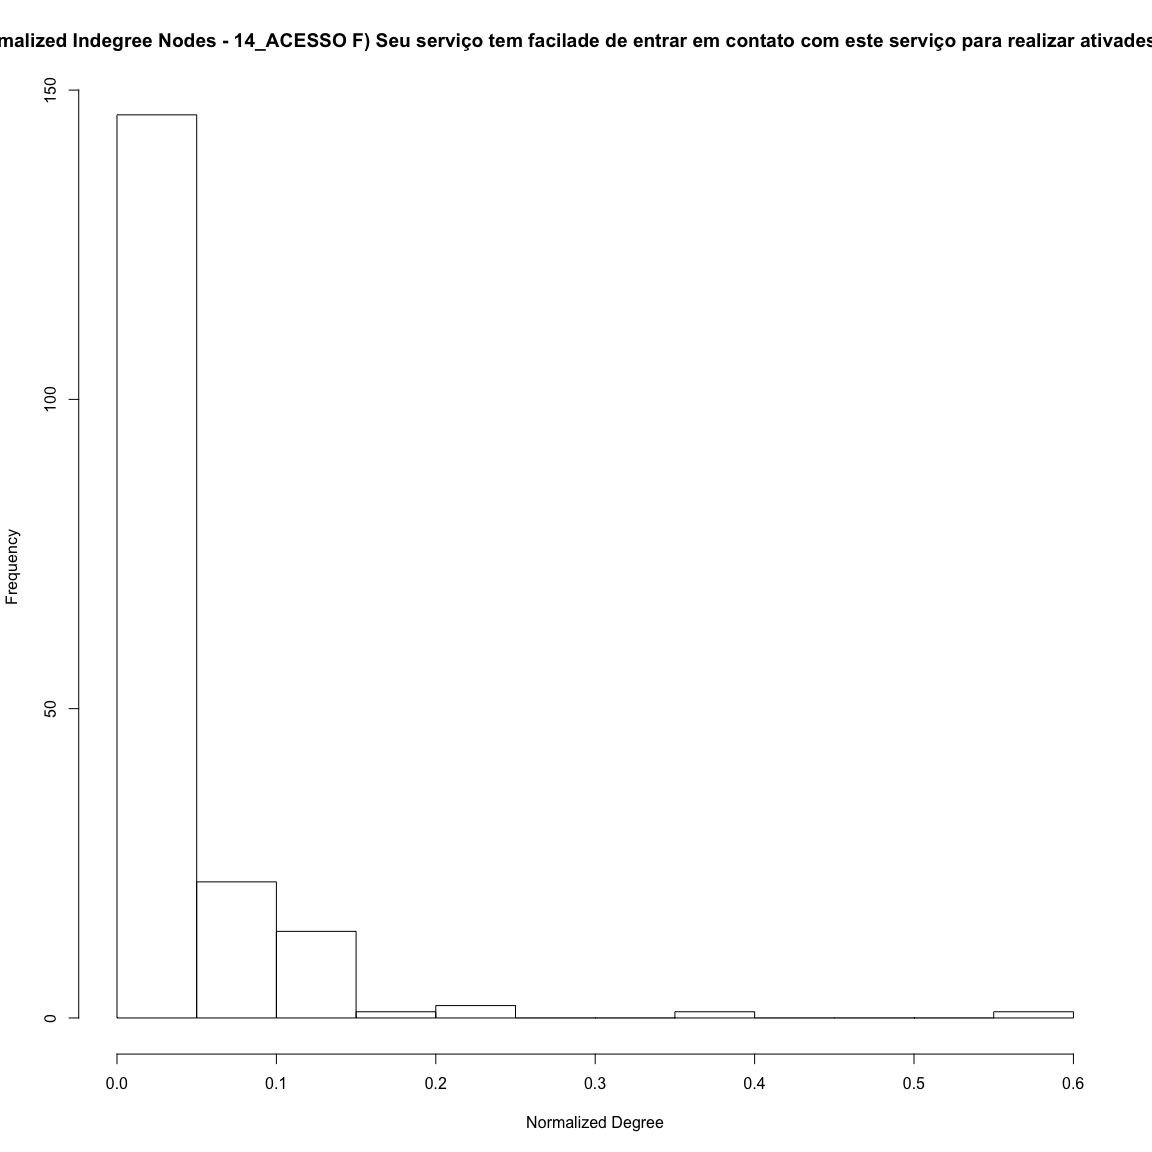 malized Indegree Nodes - 14_ACESSO F) Seu serviço tem facilade de entrar em contato com este serviço para realizar ativades
150
100
50
0
Frequency
0.0 0.1 0.2 0.3 0.4 0.5 0.6
Normalized Degree